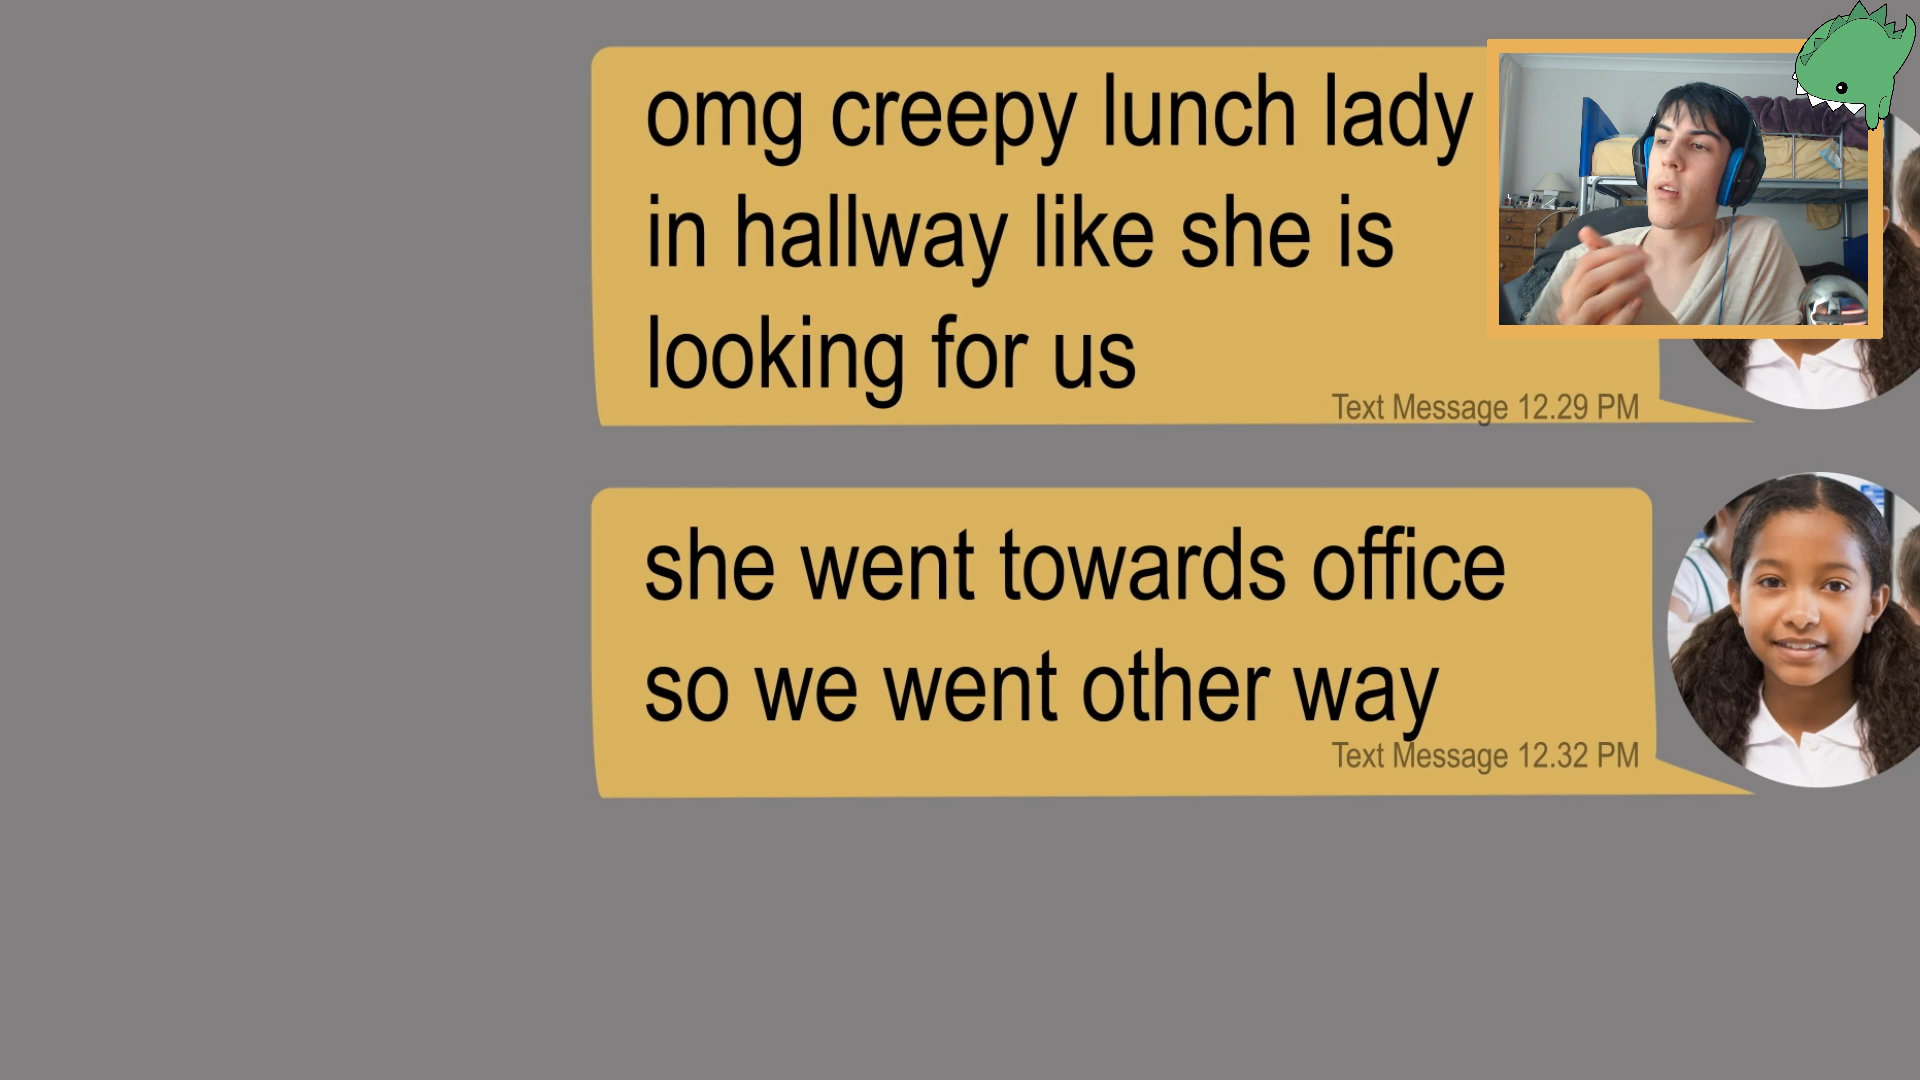 omg creepy lunch lady
in hallway like she is
looking for us
Text Message 12.29 PM
she went towards office
so we went other way
Text Message 12.32 PM